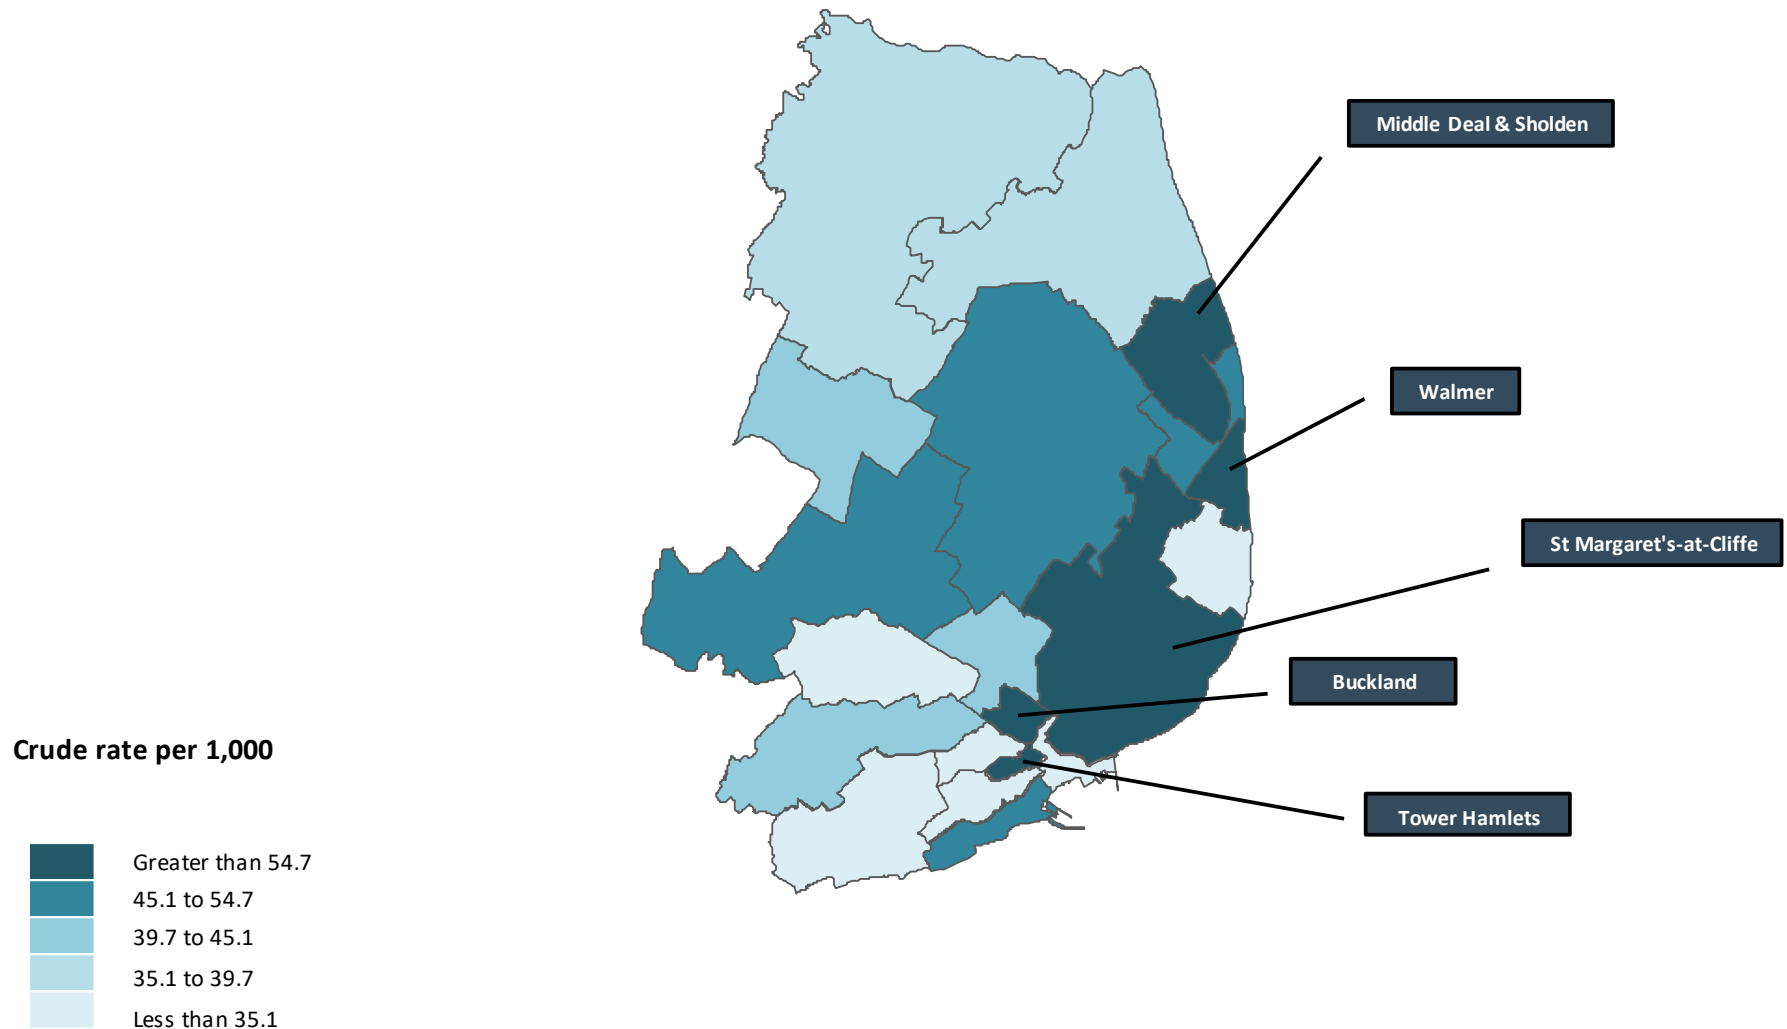 Middle Deal & Sholden
Walmer
St Margaret's-at-Cliffe
Buckland
Tower Hamlets
Crude rate per 1,000
Greater than 54.7
45.1 to 54.7
39.7 to 45.1
35.1 to 39.7
Less than 35.1